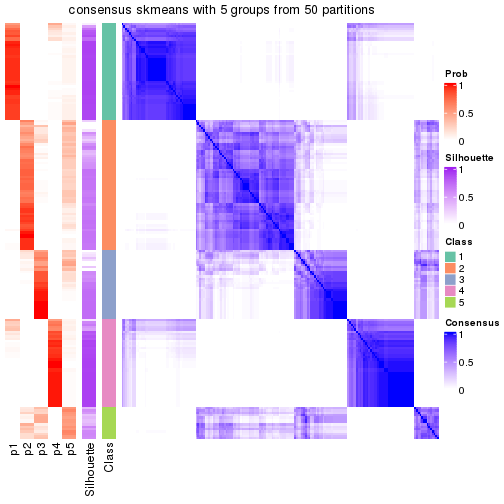 consensus skmeans with 5 groups from 50 partitions
Prob
1
0.5
0
Silhouette
1
0.5
0
Class
1
2
3
4
5
Consensus
1
0.5
0
p1
p2
p3
p4
p5
Silhouette
Class